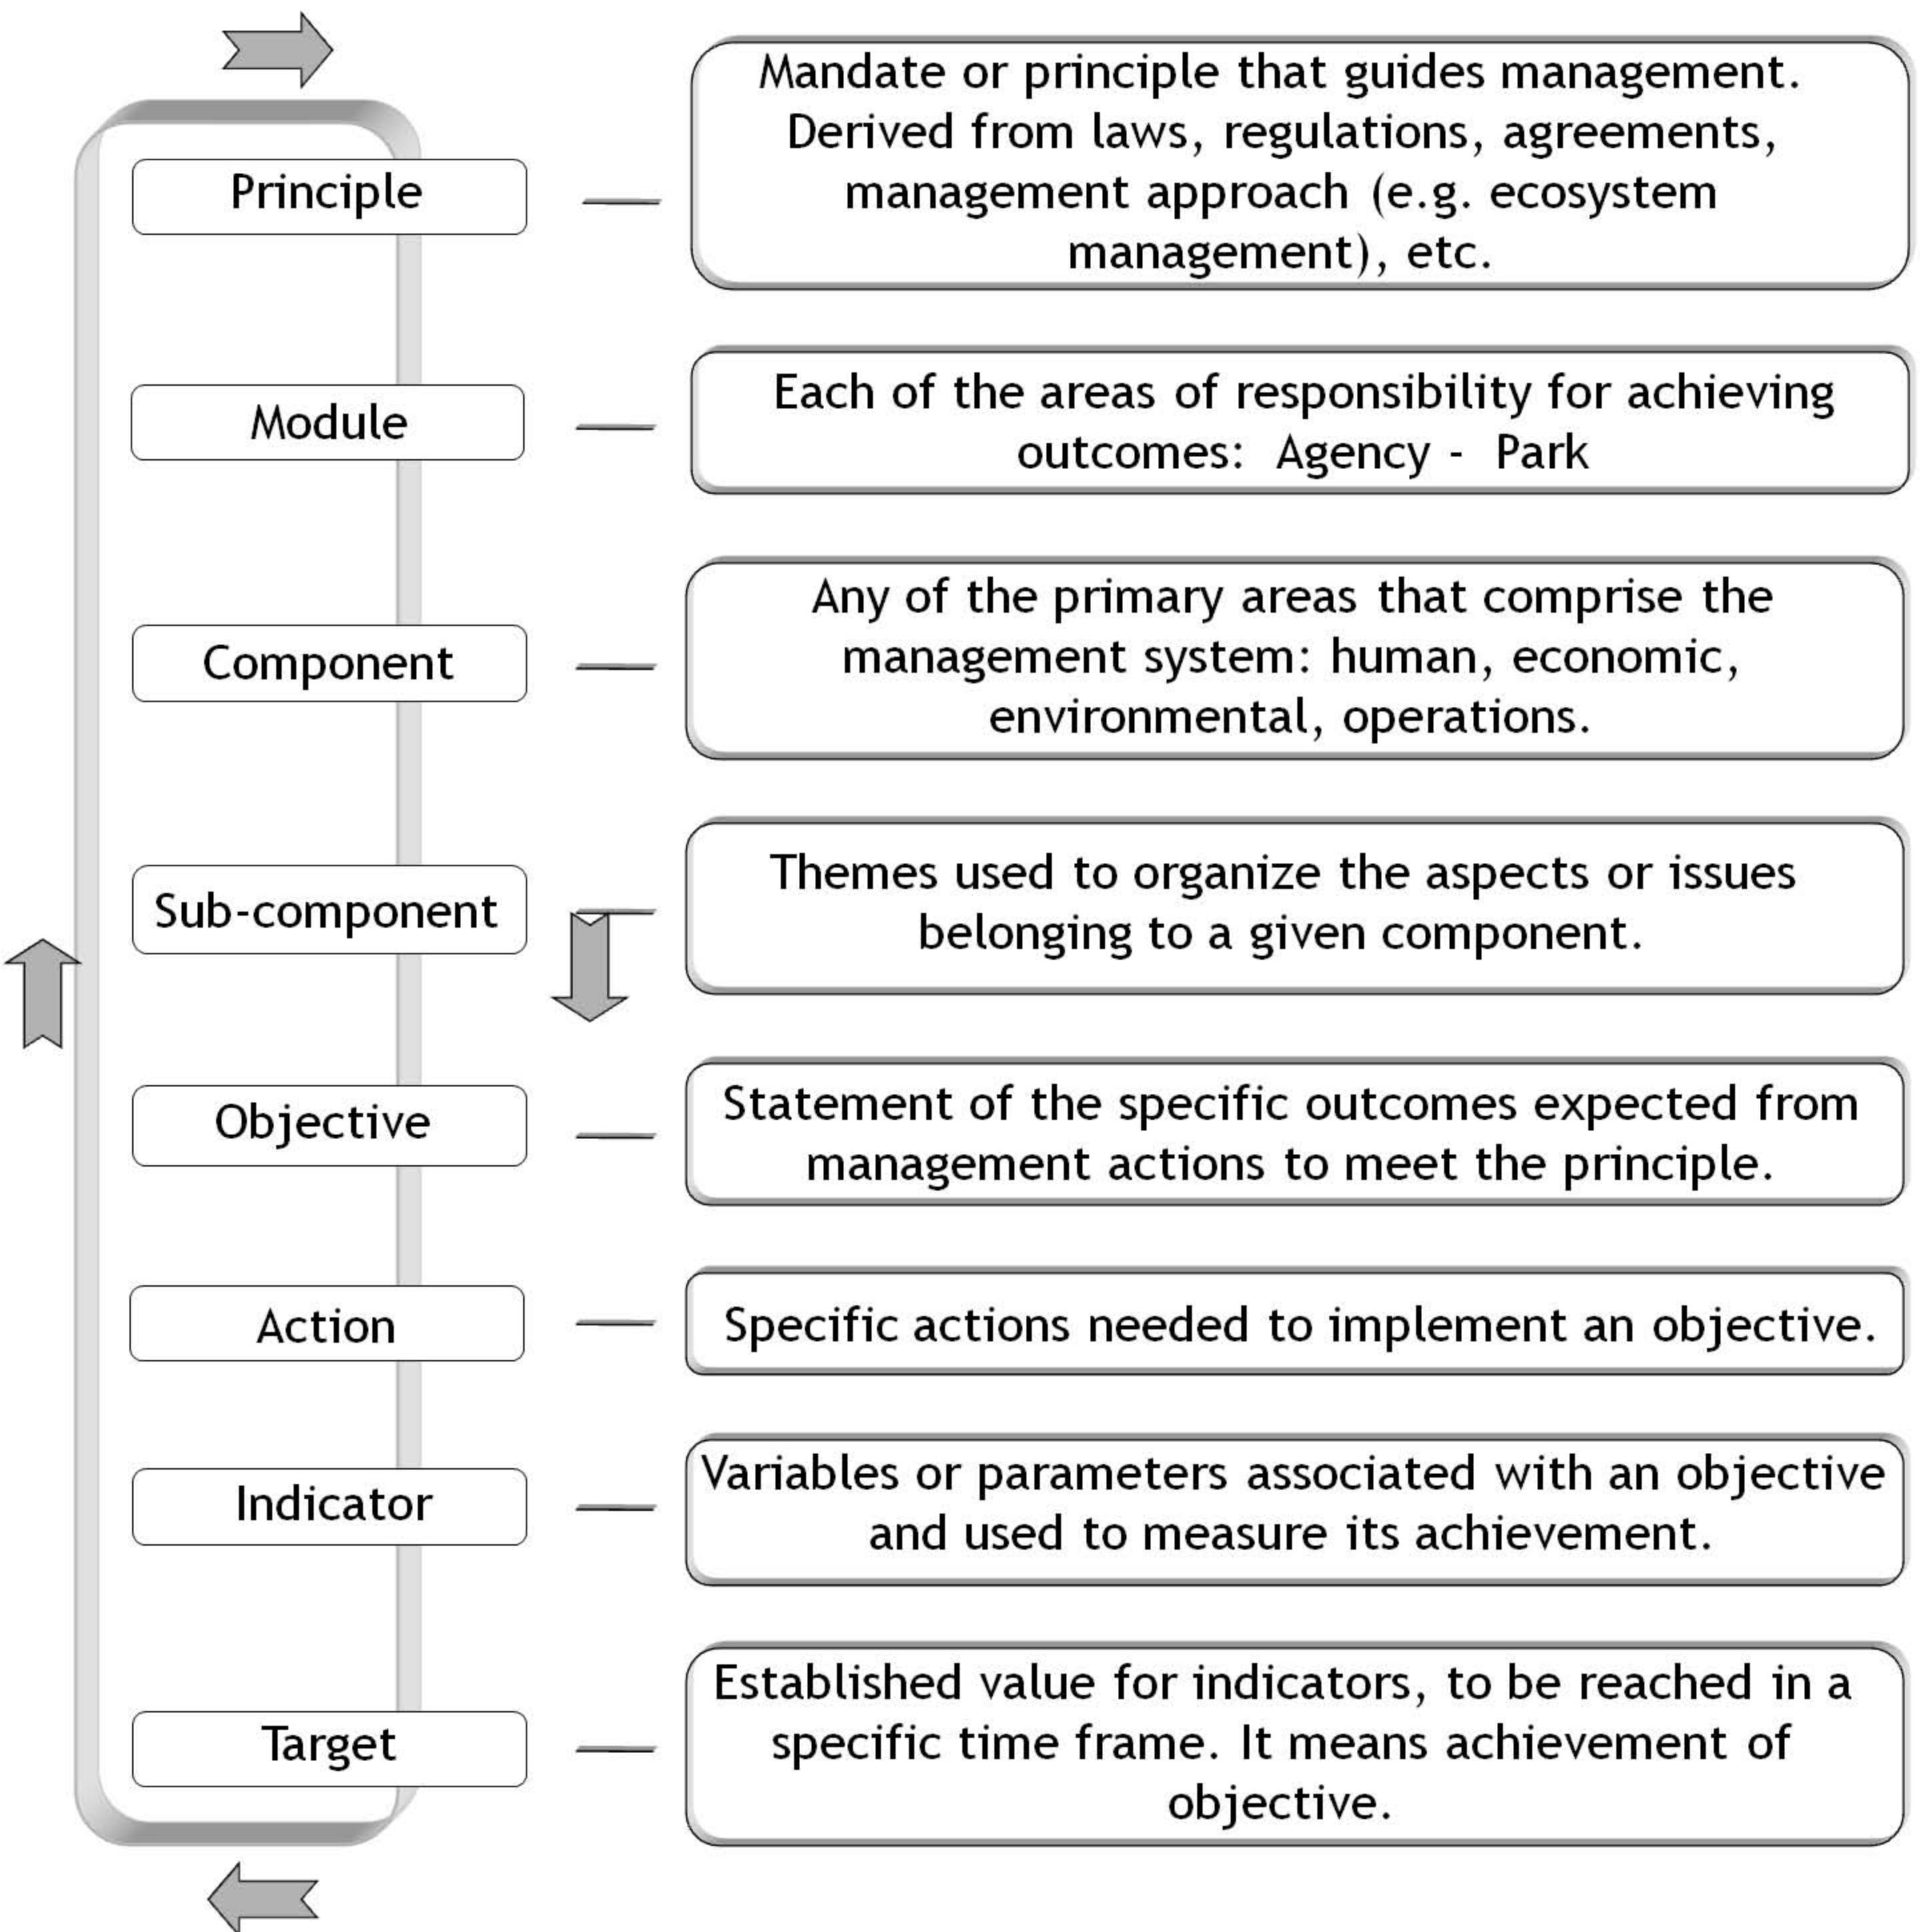 Principle
Mandate or principle that guides management.
Derived from laws, regulations, agreements,
management approach (e.g. ecosystem
management), etc.
Module
Each of the areas of responsibility for achieving
outcomes: Agency - Park
Component
Any of the primary areas that comprise the
management system: human, economic,
environmental, operations.
Sub-component
Themes used to organize the aspects or issues
belonging to a given component.
Objective
Statement of the specific outcomes expected from
management actions to meet the principle.
Action
Specific actions needed to implement an objective.
Indicator
Variables or parameters associated with an objective
and used to measure its achievement.
Target
Established value for indicators, to be reached in a
specific time frame. It means achievement of
objective.